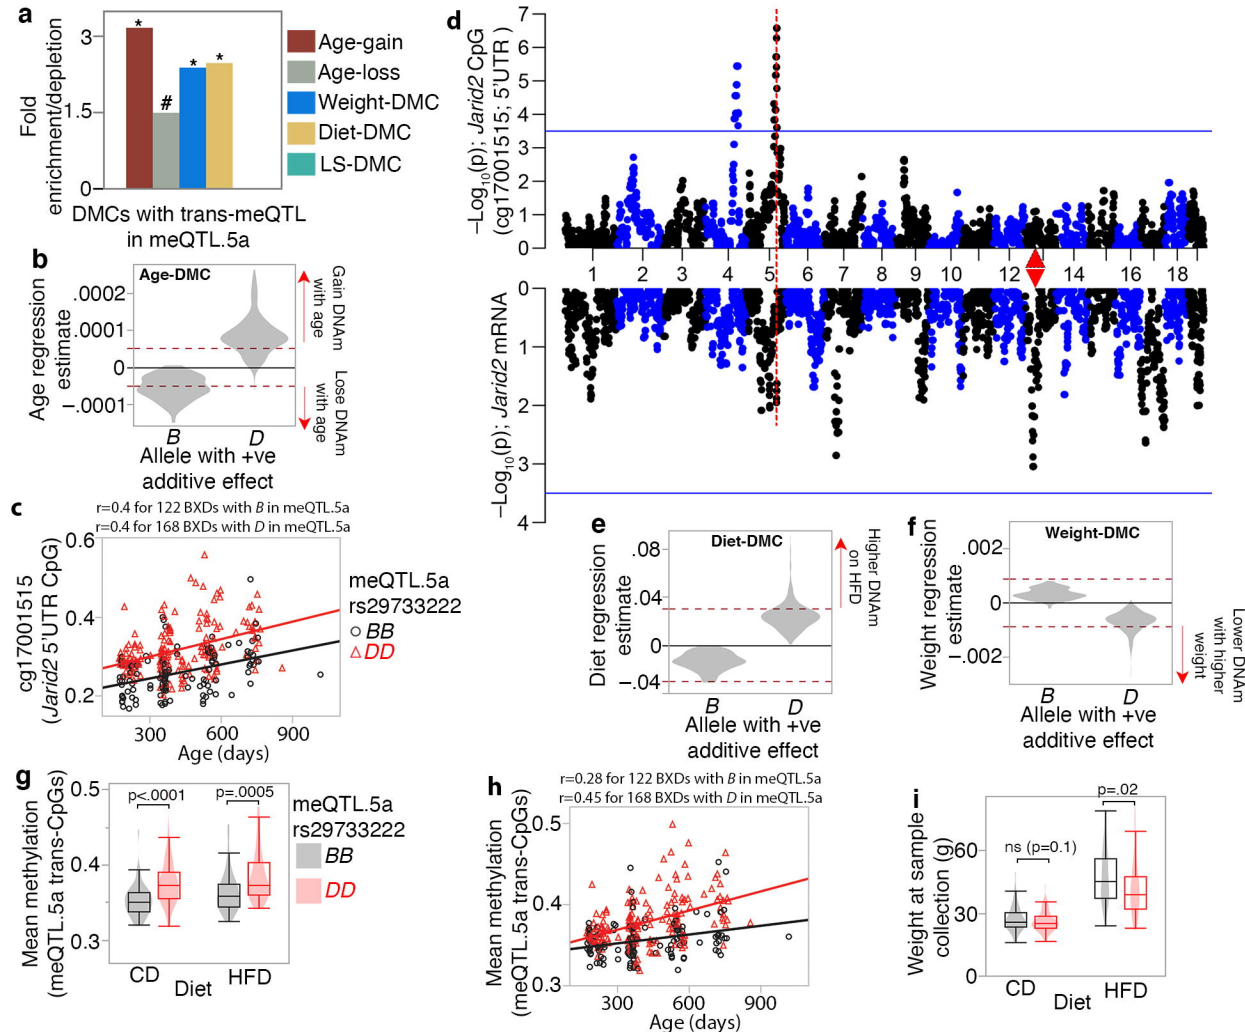 a
Fold
enrichment/depletion
3
1.5
0
*
#
*
*
Age-gain
Age-loss
Weight-DMC
Diet-DMC
LS-DMC
DMCs with trans-meQTL
in meQTL.5a
b
Age-DMC
Age regression
estimate
.0002
.0001
0
−.0001
B
D
Allele with +ve
additive effect
Gain DNAm
with age
Lose DNAm
with age
c
r=0.4 for 122 BXDs with B in meQTL.5a
r=0.4 for 168 BXDs with D in meQTL.5a
cg17001515
(Jarid2 5'UTR CpG)
0.6
0.4
0.2
300
600
900
Age (days)
meQTL.5a
rs29733222
BB
DD
d
−Log10(p); Jarid2 CpG
(cg17001515; 5'UTR)
7
6
5
4
3
2
1
0
1
2
3
4
5
6
7
8
9
10
12
14
16
18
−Log10(p); Jarid2 mRNA
0
1
2
3
4
e
Diet-DMC
Diet regression
estimate
.08
.04
0
−.04
B
D
Allele with +ve
additive effect
Higher DNAm
on HFD
f
Weight-DMC
Weight regression
estimate
.002
0
−.002
B
D
Allele with +ve
additive effect
Lower DNAm
with higher
weight
g
Mean methylation
(meQTL.5a trans-CpGs)
0.5
0.4
0.3
p<.0001
p=.0005
CD
HFD
Diet
meQTL.5a
rs29733222
BB
DD
h
r=0.28 for 122 BXDs with B in meQTL.5a
r=0.45 for 168 BXDs with D in meQTL.5a
Mean methylation
(meQTL.5a trans-CpGs)
0.5
0.4
0.3
300
600
900
Age (days)
i
Weight at sample
collection (g)
60
30
0
ns (p=0.1)
p=.02
CD
HFD
Diet